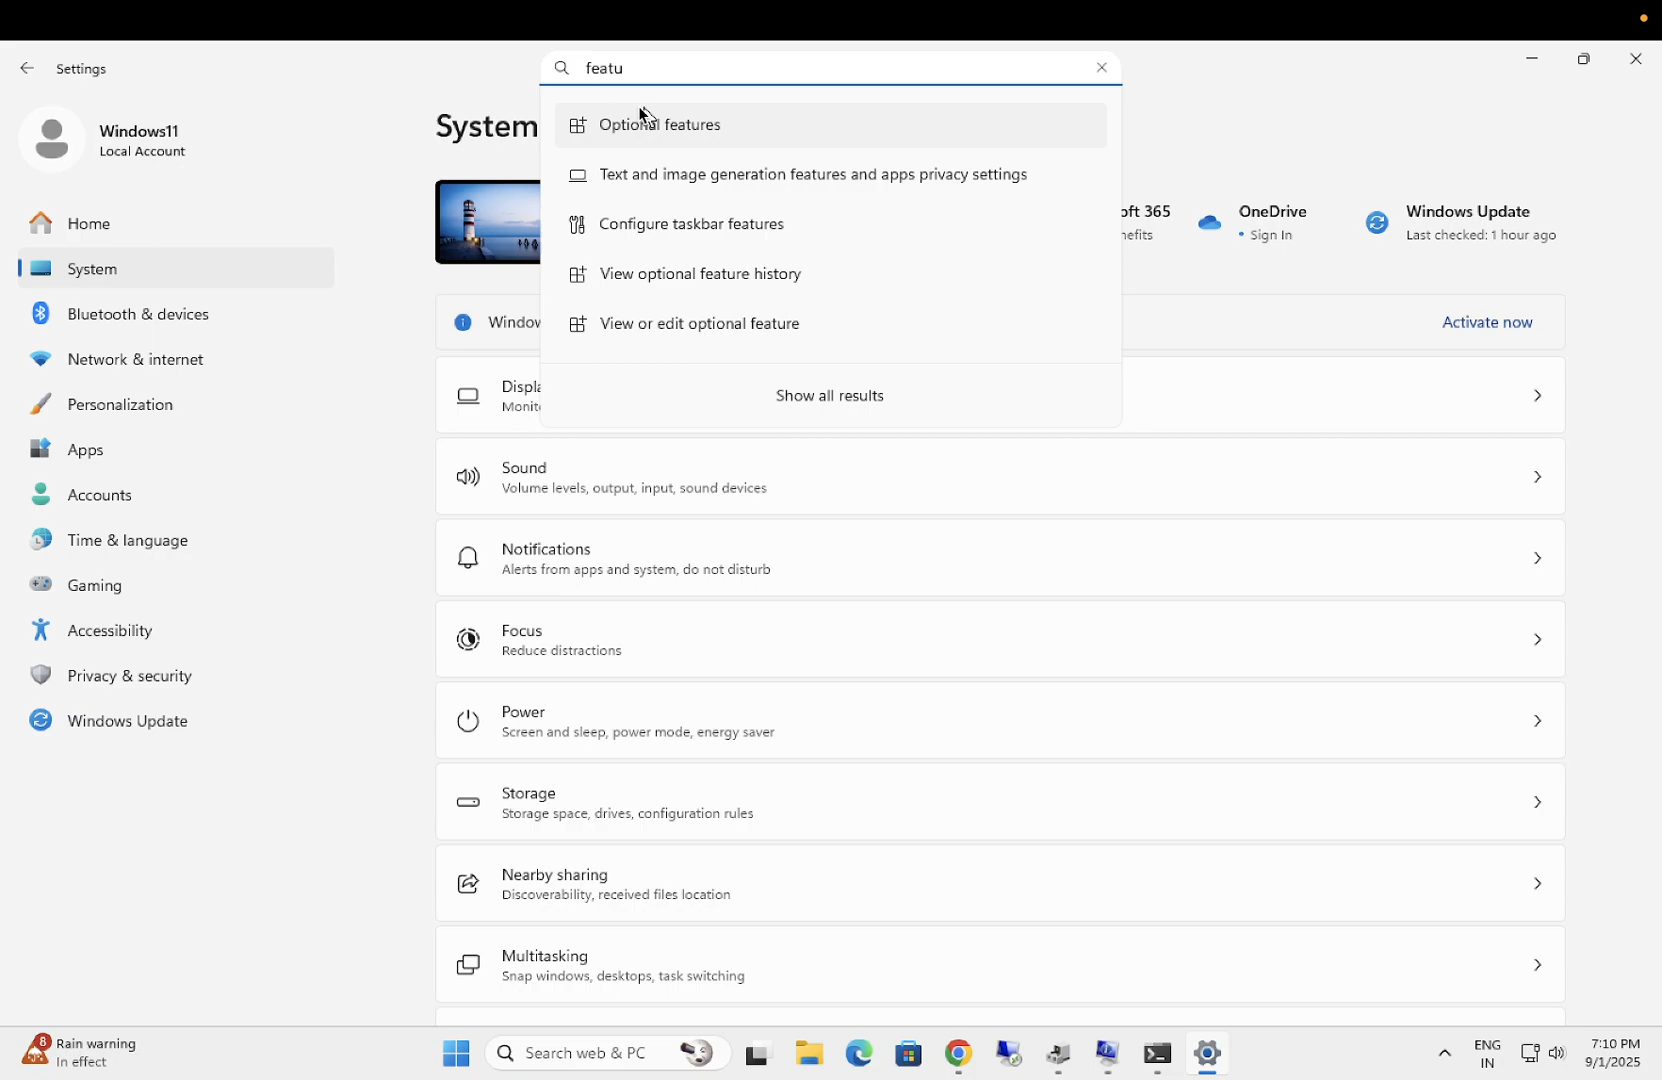 Settings
featu
Windows11
Local Account
Home
System
Bluetooth & devices
Network & internet
Personalization
Apps
Accounts
Time & language
Gaming
Accessibility
Privacy & security
Windows Update
System
Optional features
Text and image generation features and apps privacy settings
Configure taskbar features
View optional feature history
View or edit optional feature
Show all results
oft 365
nefits
OneDrive
• Sign In
Windows Update
Last checked: 1 hour ago
Window
Activate now
Displa
Monito
Sound
Volume levels, output, input, sound devices
Notifications
Alerts from apps and system, do not disturb
Focus
Reduce distractions
Power
Screen and sleep, power mode, energy saver
Storage
Storage space, drives, configuration rules
Nearby sharing
Discoverability, received files location
Multitasking
Snap windows, desktops, task switching
8
Rain warning
In effect
Search web & PC
ENG
IN
7:10 PM
9/1/2025